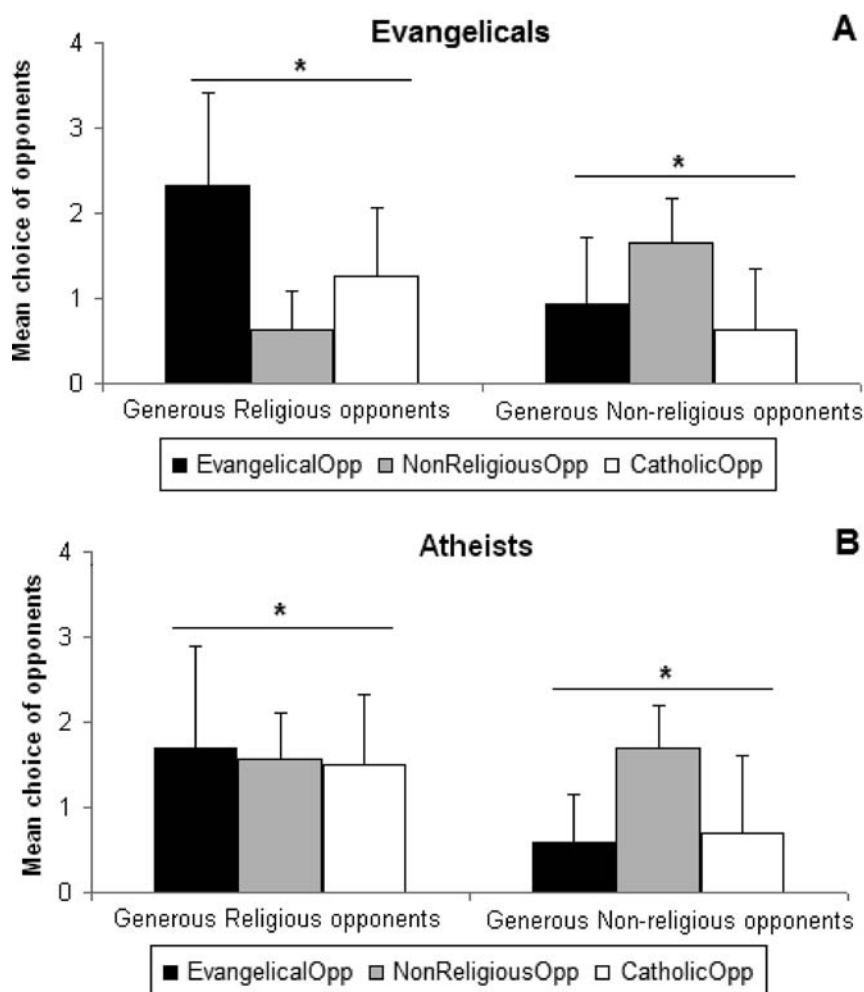 Evangelicals
A
Mean choice of opponents
4
3
2
1
0
*
*
Generous Religious opponents
Generous Non-religious opponents
EvangelicalOpp NonReligiousOpp CatholicOpp
Atheists
B
Mean choice of opponents
4
3
2
1
0
*
*
Generous Religious opponents
Generous Non-religious opponents
EvangelicalOpp NonReligiousOpp CatholicOpp